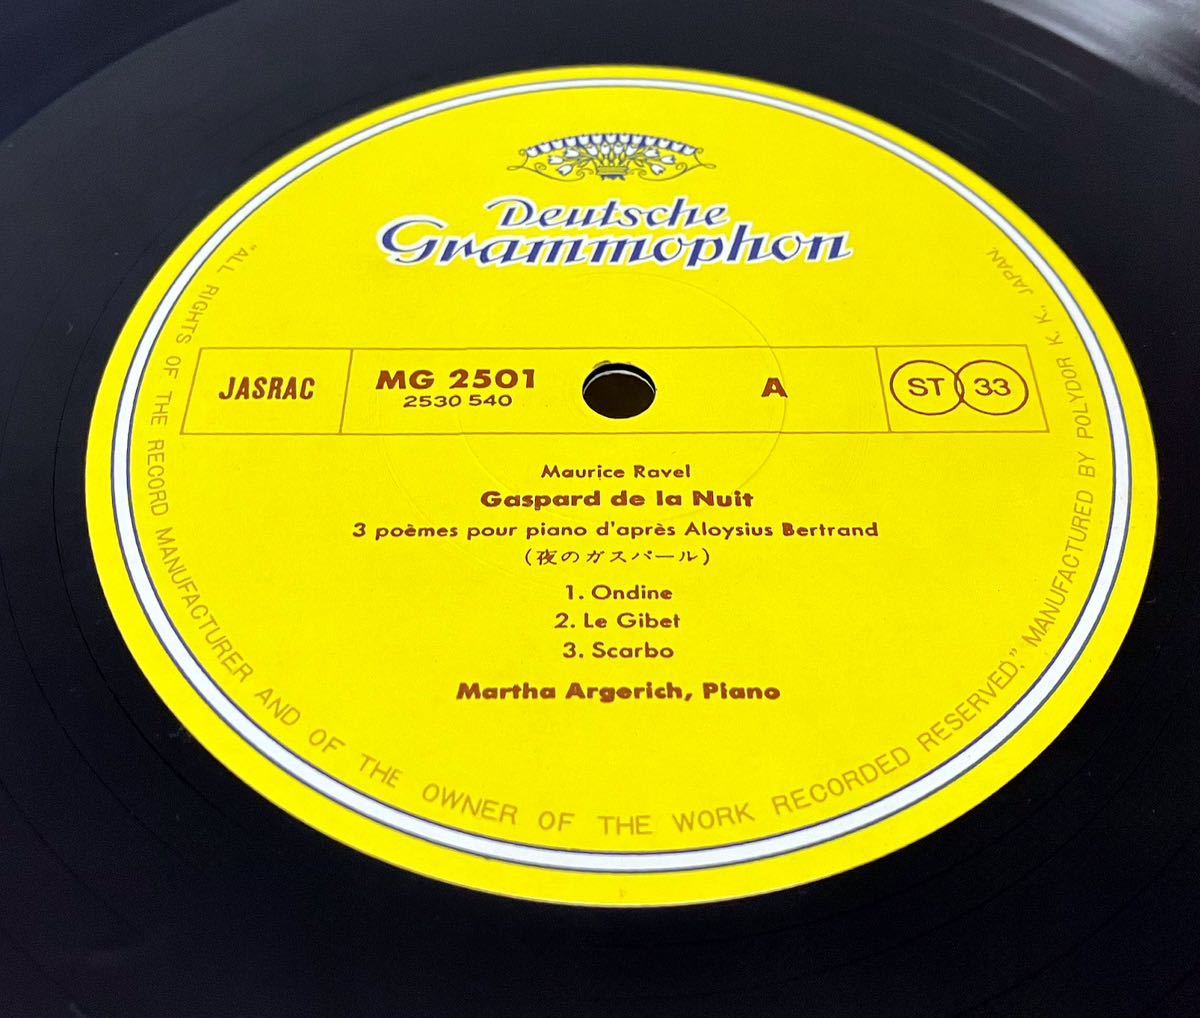 Deutsche
Grammophon
JASRAC
MG 2501
2530 540
A
ST 33
Maurice Ravel
Gaspard de la Nuit
3 poèmes pour piano d'après Aloysius Bertrand
(夜のガスパール)
1. Ondine
2. Le Gibet
3. Scarbo
Martha Argerich, Piano
"ALL RIGHTS OF THE RECORD MANUFACTURER AND OF THE OWNER OF THE WORK RECORDED RESERVED." MANUFACTURED BY POLYDOR K. K., JAPAN.